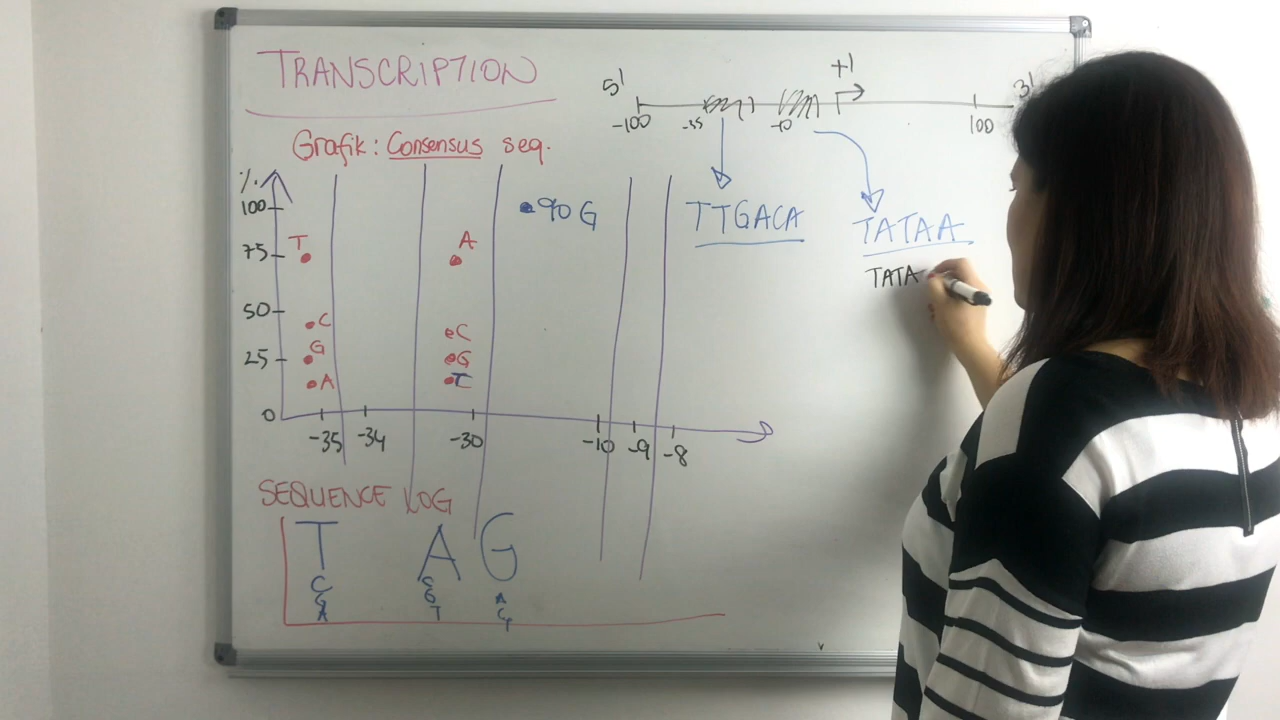 TRANSCRIPTION
5' +1 3'
-100 -35 -10 100
Grafik: Consensus seq.
%
100
75
50
25
0
T
C
G
A
A
C
G
T
90 G
TTGACA
TATAA
TATA
-35 -34 -30 -10 -9 -8
SEQUENCE LOG
T A G
C C A
G G C
A T T